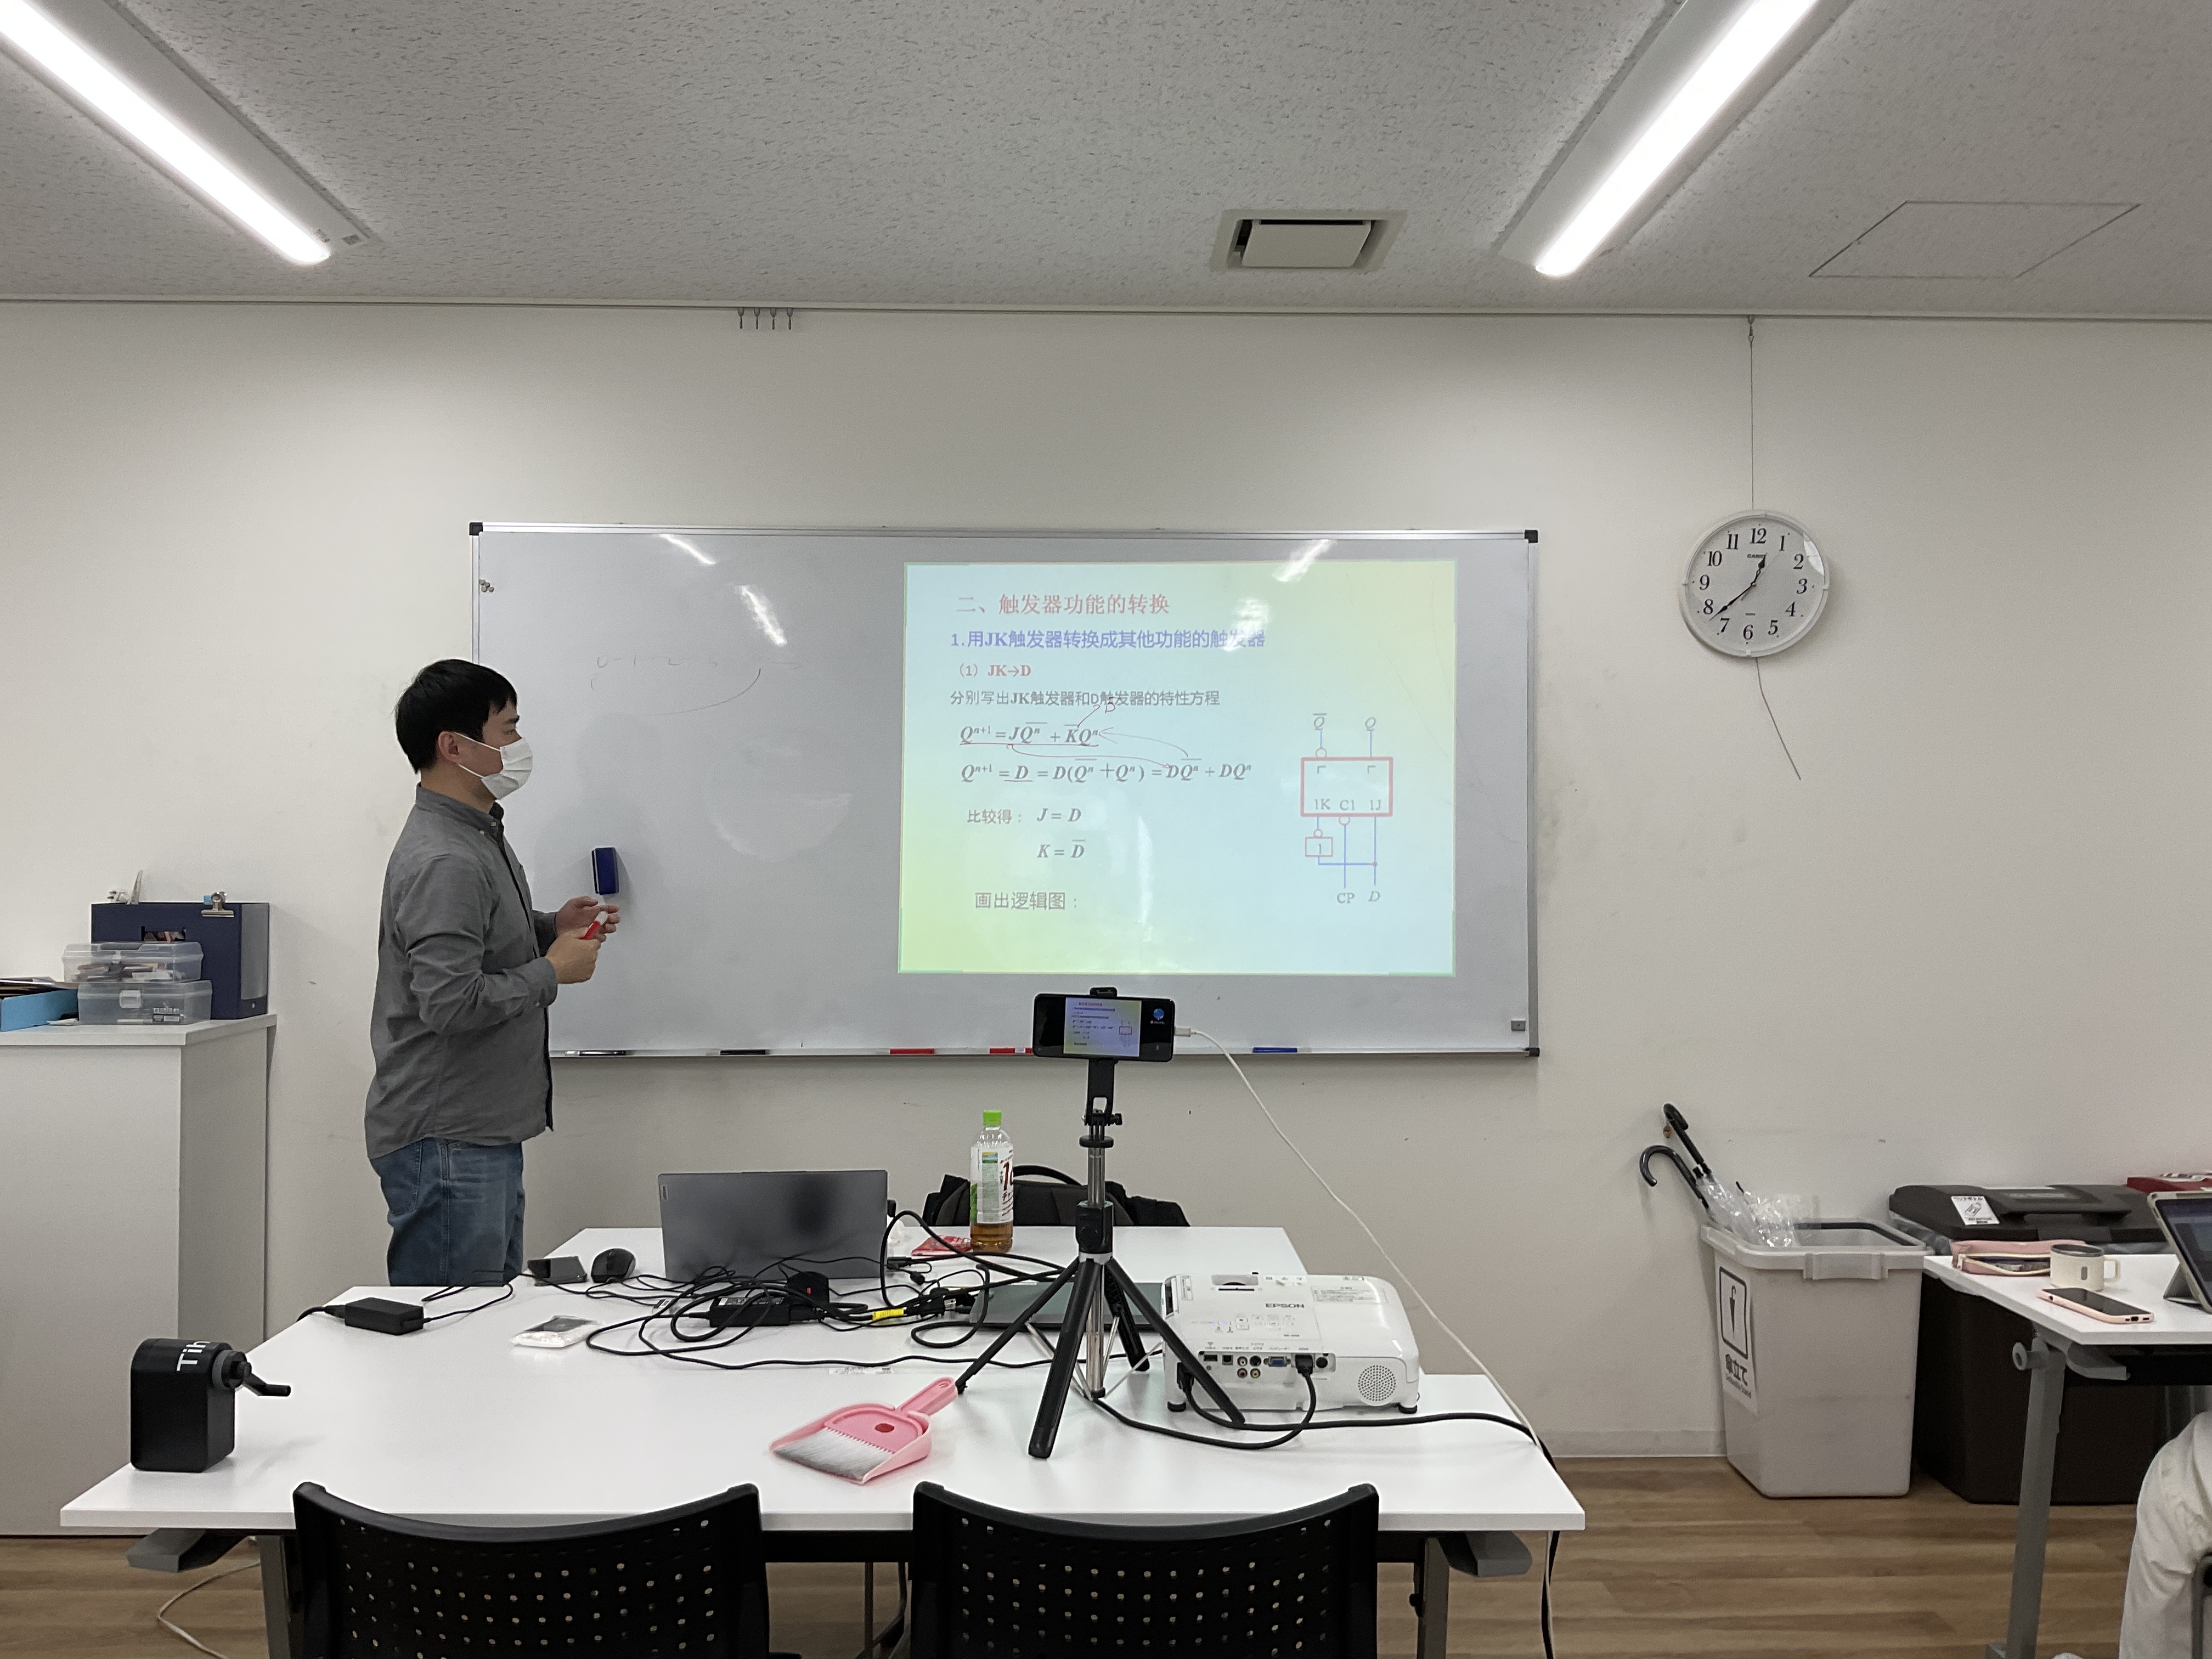 二、触发器功能的转换
1.用JK触发器转换成其他功能的触发器
（1）JK→D
分别写出JK触发器和D触发器的特性方程
Qⁿ⁺¹ = JQ̅ⁿ + K̅Qⁿ
Qⁿ⁺¹ = D = D(Q̅ⁿ + Qⁿ) = DQ̅ⁿ + DQⁿ
比较得： J = D
K = D̅
画出逻辑图：
Q̅ Q
1K C1 1J
1
CP D
12 1 2 3 4 5 6 7 8 9 10 11
EPSON
傘立て